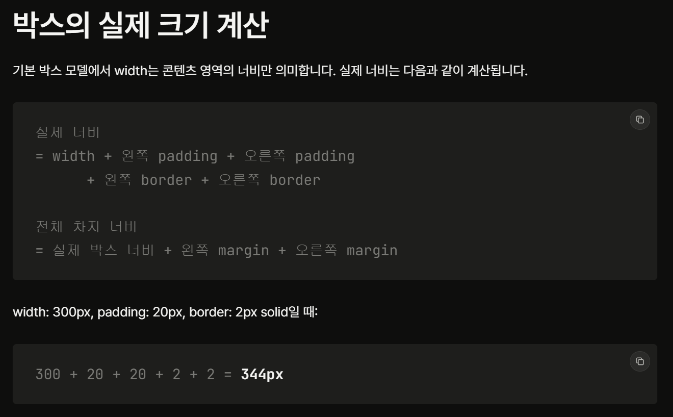 박스의 실제 크기 계산
기본 박스 모델에서 width는 콘텐츠 영역의 너비만 의미합니다. 실제 너비는 다음과 같이 계산됩니다.
실제 너비
= width + 왼쪽 padding + 오른쪽 padding
+ 왼쪽 border + 오른쪽 border
전체 차지 너비
= 실제 박스 너비 + 왼쪽 margin + 오른쪽 margin
width: 300px, padding: 20px, border: 2px solid일 때:
300 + 20 + 20 + 2 + 2 = 344px